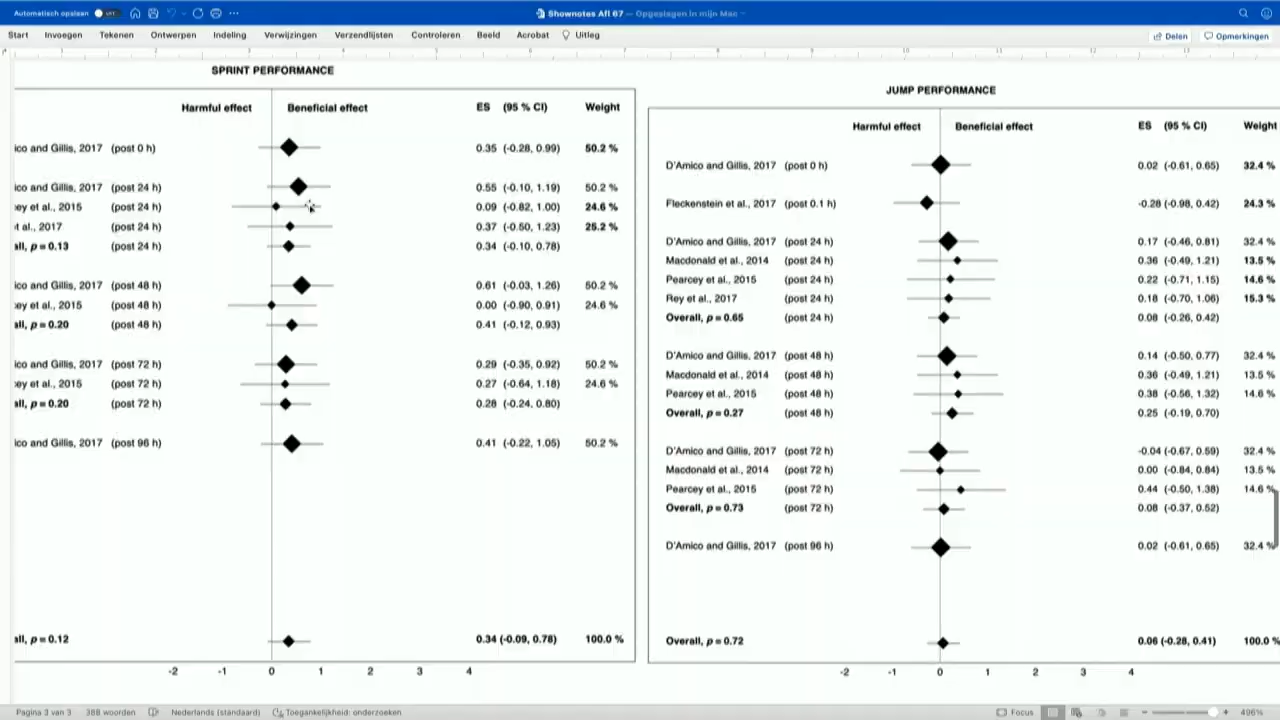 Automatisch opslaan
Shownotes Afl 67 — Opgeslagen in mijn Mac
Start Invoegen Tekenen Ontwerpen Indeling Verwijzingen Verzendlijsten Controleren Beeld Acrobat Uitleg Delen Opmerkingen
SPRINT PERFORMANCE
Harmful effect Beneficial effect ES (95 % CI) Weight
ico and Gillis, 2017 (post 0 h) 0.35 (-0.28, 0.99) 50.2 %
ico and Gillis, 2017 (post 24 h) 0.55 (-0.10, 1.19) 50.2 %
ey et al., 2015 (post 24 h) 0.09 (-0.82, 1.00) 24.6 %
t al., 2017 (post 24 h) 0.37 (-0.50, 1.23) 25.2 %
all, p = 0.13 (post 24 h) 0.34 (-0.10, 0.78)
ico and Gillis, 2017 (post 48 h) 0.61 (-0.03, 1.26) 50.2 %
ey et al., 2015 (post 48 h) 0.00 (-0.90, 0.91) 24.6 %
all, p = 0.20 (post 48 h) 0.41 (-0.12, 0.93)
ico and Gillis, 2017 (post 72 h) 0.29 (-0.35, 0.92) 50.2 %
ey et al., 2015 (post 72 h) 0.27 (-0.64, 1.18) 24.6 %
all, p = 0.20 (post 72 h) 0.28 (-0.24, 0.80)
ico and Gillis, 2017 (post 96 h) 0.41 (-0.22, 1.05) 50.2 %
all, p = 0.12 0.34 (-0.09, 0.78) 100.0 %
-2 -1 0 1 2 3 4
JUMP PERFORMANCE
Harmful effect Beneficial effect ES (95 % CI) Weight
D'Amico and Gillis, 2017 (post 0 h) 0.02 (-0.61, 0.65) 32.4 %
Fleckenstein et al., 2017 (post 0.1 h) -0.28 (-0.98, 0.42) 24.3 %
D'Amico and Gillis, 2017 (post 24 h) 0.17 (-0.46, 0.81) 32.4 %
Macdonald et al., 2014 (post 24 h) 0.36 (-0.49, 1.21) 13.5 %
Pearcey et al., 2015 (post 24 h) 0.22 (-0.71, 1.15) 14.6 %
Rey et al., 2017 (post 24 h) 0.18 (-0.70, 1.06) 15.3 %
Overall, p = 0.65 (post 24 h) 0.08 (-0.26, 0.42)
D'Amico and Gillis, 2017 (post 48 h) 0.14 (-0.50, 0.77) 32.4 %
Macdonald et al., 2014 (post 48 h) 0.36 (-0.49, 1.21) 13.5 %
Pearcey et al., 2015 (post 48 h) 0.38 (-0.56, 1.32) 14.6 %
Overall, p = 0.27 (post 48 h) 0.25 (-0.19, 0.70)
D'Amico and Gillis, 2017 (post 72 h) -0.04 (-0.67, 0.59) 32.4 %
Macdonald et al., 2014 (post 72 h) 0.00 (-0.84, 0.84) 13.5 %
Pearcey et al., 2015 (post 72 h) 0.44 (-0.50, 1.38) 14.6 %
Overall, p = 0.73 (post 72 h) 0.08 (-0.37, 0.52)
D'Amico and Gillis, 2017 (post 96 h) 0.02 (-0.61, 0.65) 32.4 %
Overall, p = 0.72 0.06 (-0.28, 0.41) 100.0 %
-2 -1 0 1 2 3 4
Pagina 3 van 3 388 woorden Nederlands (standaard) Toegankelijkheid: onderzoeken Focus 496%